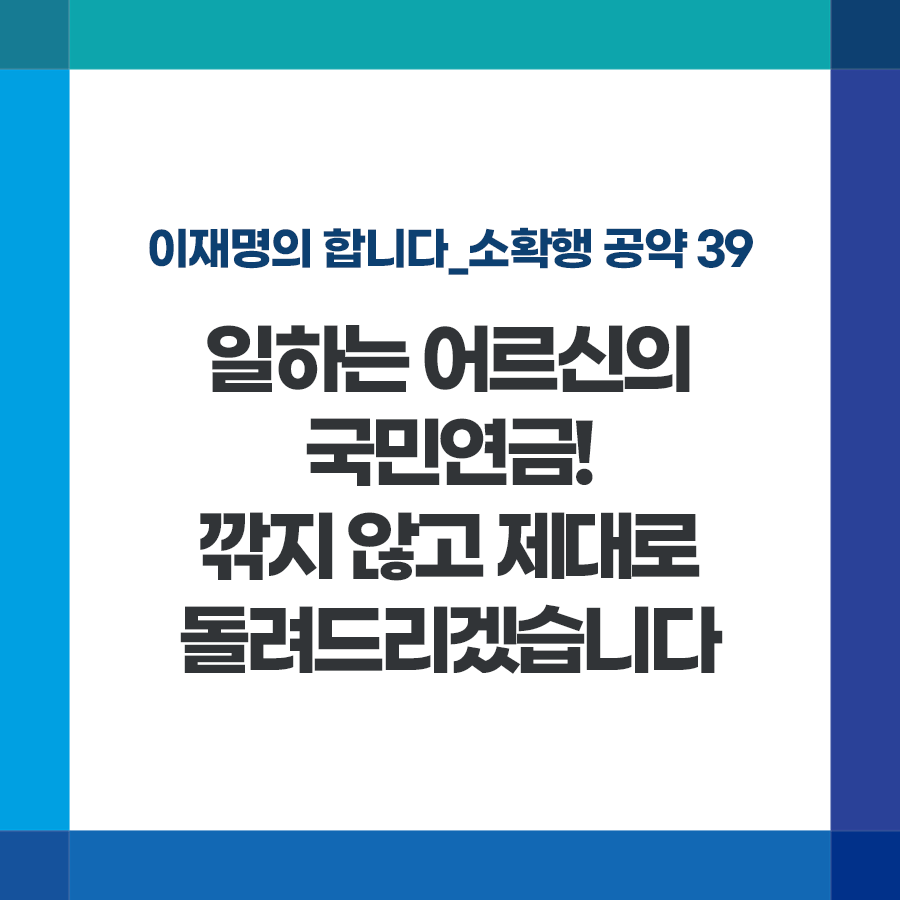 이재명의 합니다_소확행 공약 39
일하는 어르신의
국민연금!
깎지 않고 제대로
돌려드리겠습니다